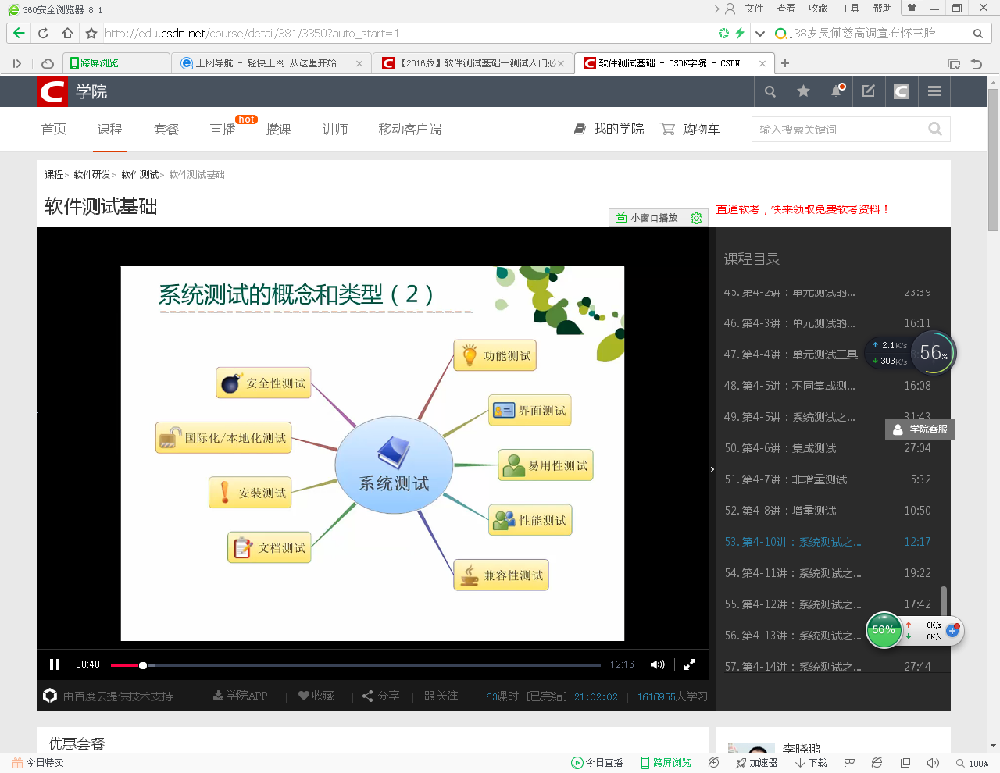 360安全浏览器 8.1
文件 查看 收藏 工具 帮助
http://edu.csdn.net/course/detail/381/3350?auto_start=1
38岁吴佩慈高调宣布怀三胎
跨屏浏览
上网导航 - 轻快上网 从这里开始
【2016版】软件测试基础--测试入门必
软件测试基础 - CSDN学院 - CSDN
学院
首页 课程 套餐 直播 hot 攒课 讲师 移动客户端
我的学院 购物车 输入搜索关键词
课程> 软件研发> 软件测试> 软件测试基础
软件测试基础
小窗口播放
直通软考，快来领取免费软考资料！
系统测试的概念和类型（2）
功能测试
安全性测试
界面测试
国际化/本地化测试
易用性测试
系统测试
安装测试
性能测试
文档测试
兼容性测试
课程目录
45. 第4-2讲：单元测试的... 23:39
46. 第4-3讲：单元测试的... 16:11
47. 第4-4讲：单元测试工具
48. 第4-5讲：不同集成测... 16:08
49. 第4-5讲：系统测试之... 31:43
50. 第4-6讲：集成测试 27:04
51. 第4-7讲：非增量测试 5:32
52. 第4-8讲：增量测试 10:50
53. 第4-10讲：系统测试之... 12:17
54. 第4-11讲：系统测试之... 19:22
55. 第4-12讲：系统测试之... 17:42
56. 第4-13讲：系统测试之...
57. 第4-14讲：系统测试之... 27:44
2.1K/s
303K/s
56%
学院客服
56%
0K/s
0K/s
00:48 12:16
由百度云提供技术支持 学院APP 收藏 分享 关注 63课时 [已完结] 21:02:02 1616955人学习
优惠套餐
李晓鹏
今日特卖
今日直播 跨屏浏览 加速器 下载 100%